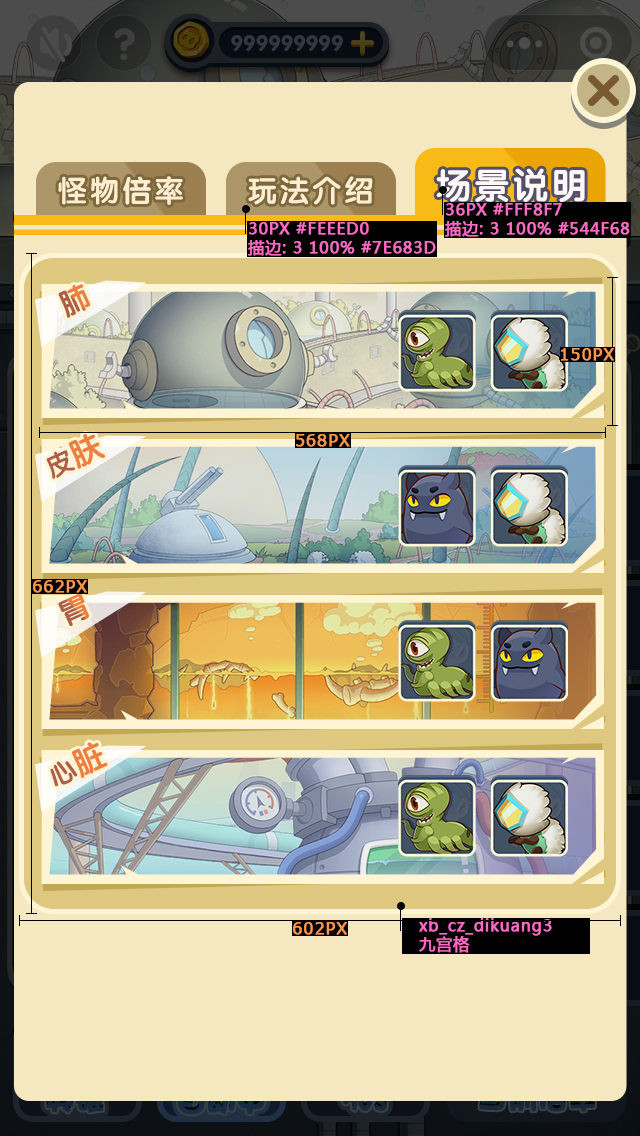 ?
999999999
怪物倍率
玩法介绍
场景说明
36PX #FFF8F7
描边: 3 100% #544F68
30PX #FEEED0
描边: 3 100% #7E683D
肺
150PX
568PX
皮肤
662PX
胃
心脏
xb_cz_dikuang3
九宫格
602PX